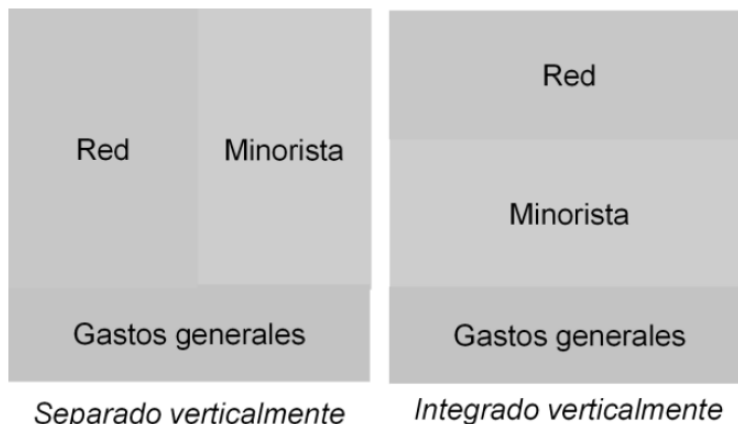 Red
Minorista
Gastos generales
Separado verticalmente
Red
Minorista
Gastos generales
Integrado verticalmente